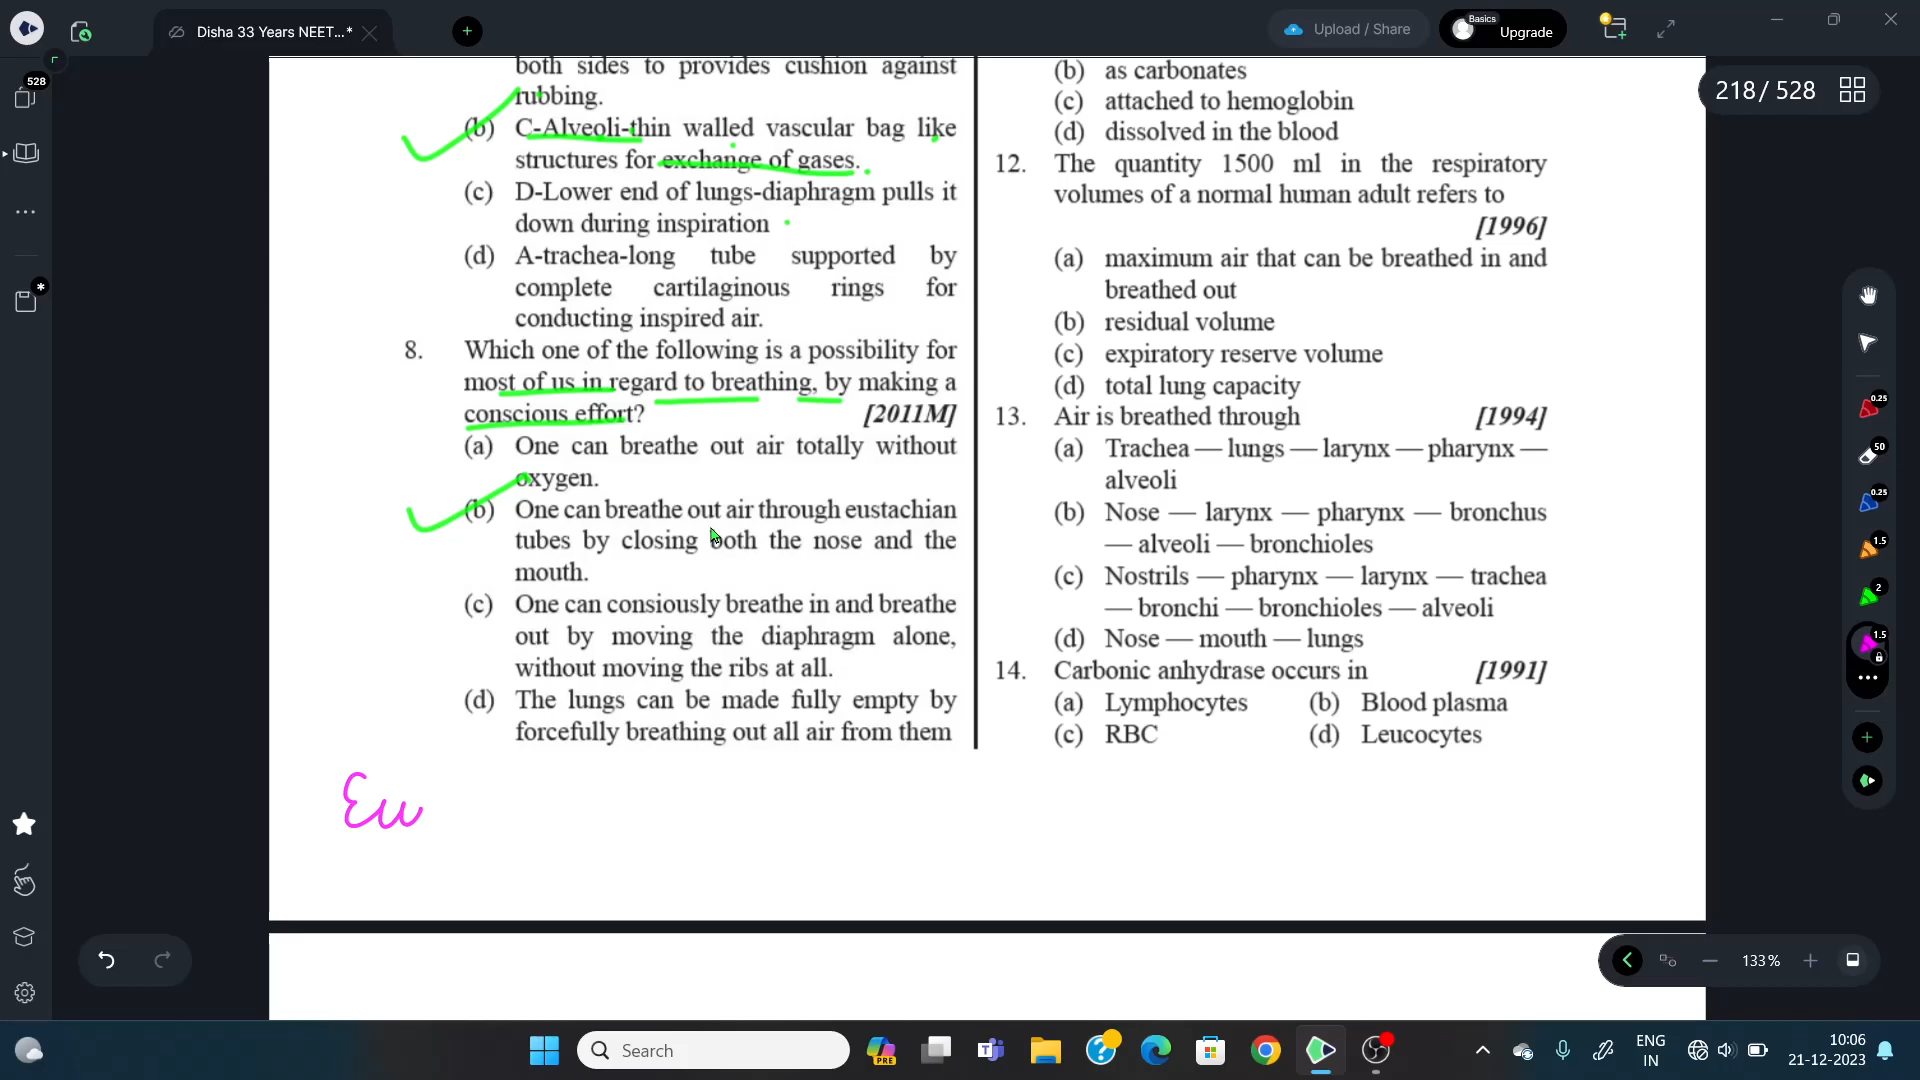 Disha 33 Years NEET...*
Upload / Share
Basics
Upgrade
528
218 / 528
both sides to provides cushion against
rubbing.
(b) C-Alveoli-thin walled vascular bag like
structures for exchange of gases.
(c) D-Lower end of lungs-diaphragm pulls it
down during inspiration
(d) A-trachea-long tube supported by
complete cartilaginous rings for
conducting inspired air.
8. Which one of the following is a possibility for
most of us in regard to breathing, by making a
conscious effort? [2011M]
(a) One can breathe out air totally without
oxygen.
(b) One can breathe out air through eustachian
tubes by closing both the nose and the
mouth.
(c) One can consiously breathe in and breathe
out by moving the diaphragm alone,
without moving the ribs at all.
(d) The lungs can be made fully empty by
forcefully breathing out all air from them
Eu
(b) as carbonates
(c) attached to hemoglobin
(d) dissolved in the blood
12. The quantity 1500 ml in the respiratory
volumes of a normal human adult refers to
[1996]
(a) maximum air that can be breathed in and
breathed out
(b) residual volume
(c) expiratory reserve volume
(d) total lung capacity
13. Air is breathed through [1994]
(a) Trachea — lungs — larynx — pharynx —
alveoli
(b) Nose — larynx — pharynx — bronchus
— alveoli — bronchioles
(c) Nostrils — pharynx — larynx — trachea
— bronchi — bronchioles — alveoli
(d) Nose — mouth — lungs
14. Carbonic anhydrase occurs in [1991]
(a) Lymphocytes (b) Blood plasma
(c) RBC (d) Leucocytes
0.25
50
0.25
1.5
2
1.5
133 %
Search
PRE
ENG
IN
10:06
21-12-2023